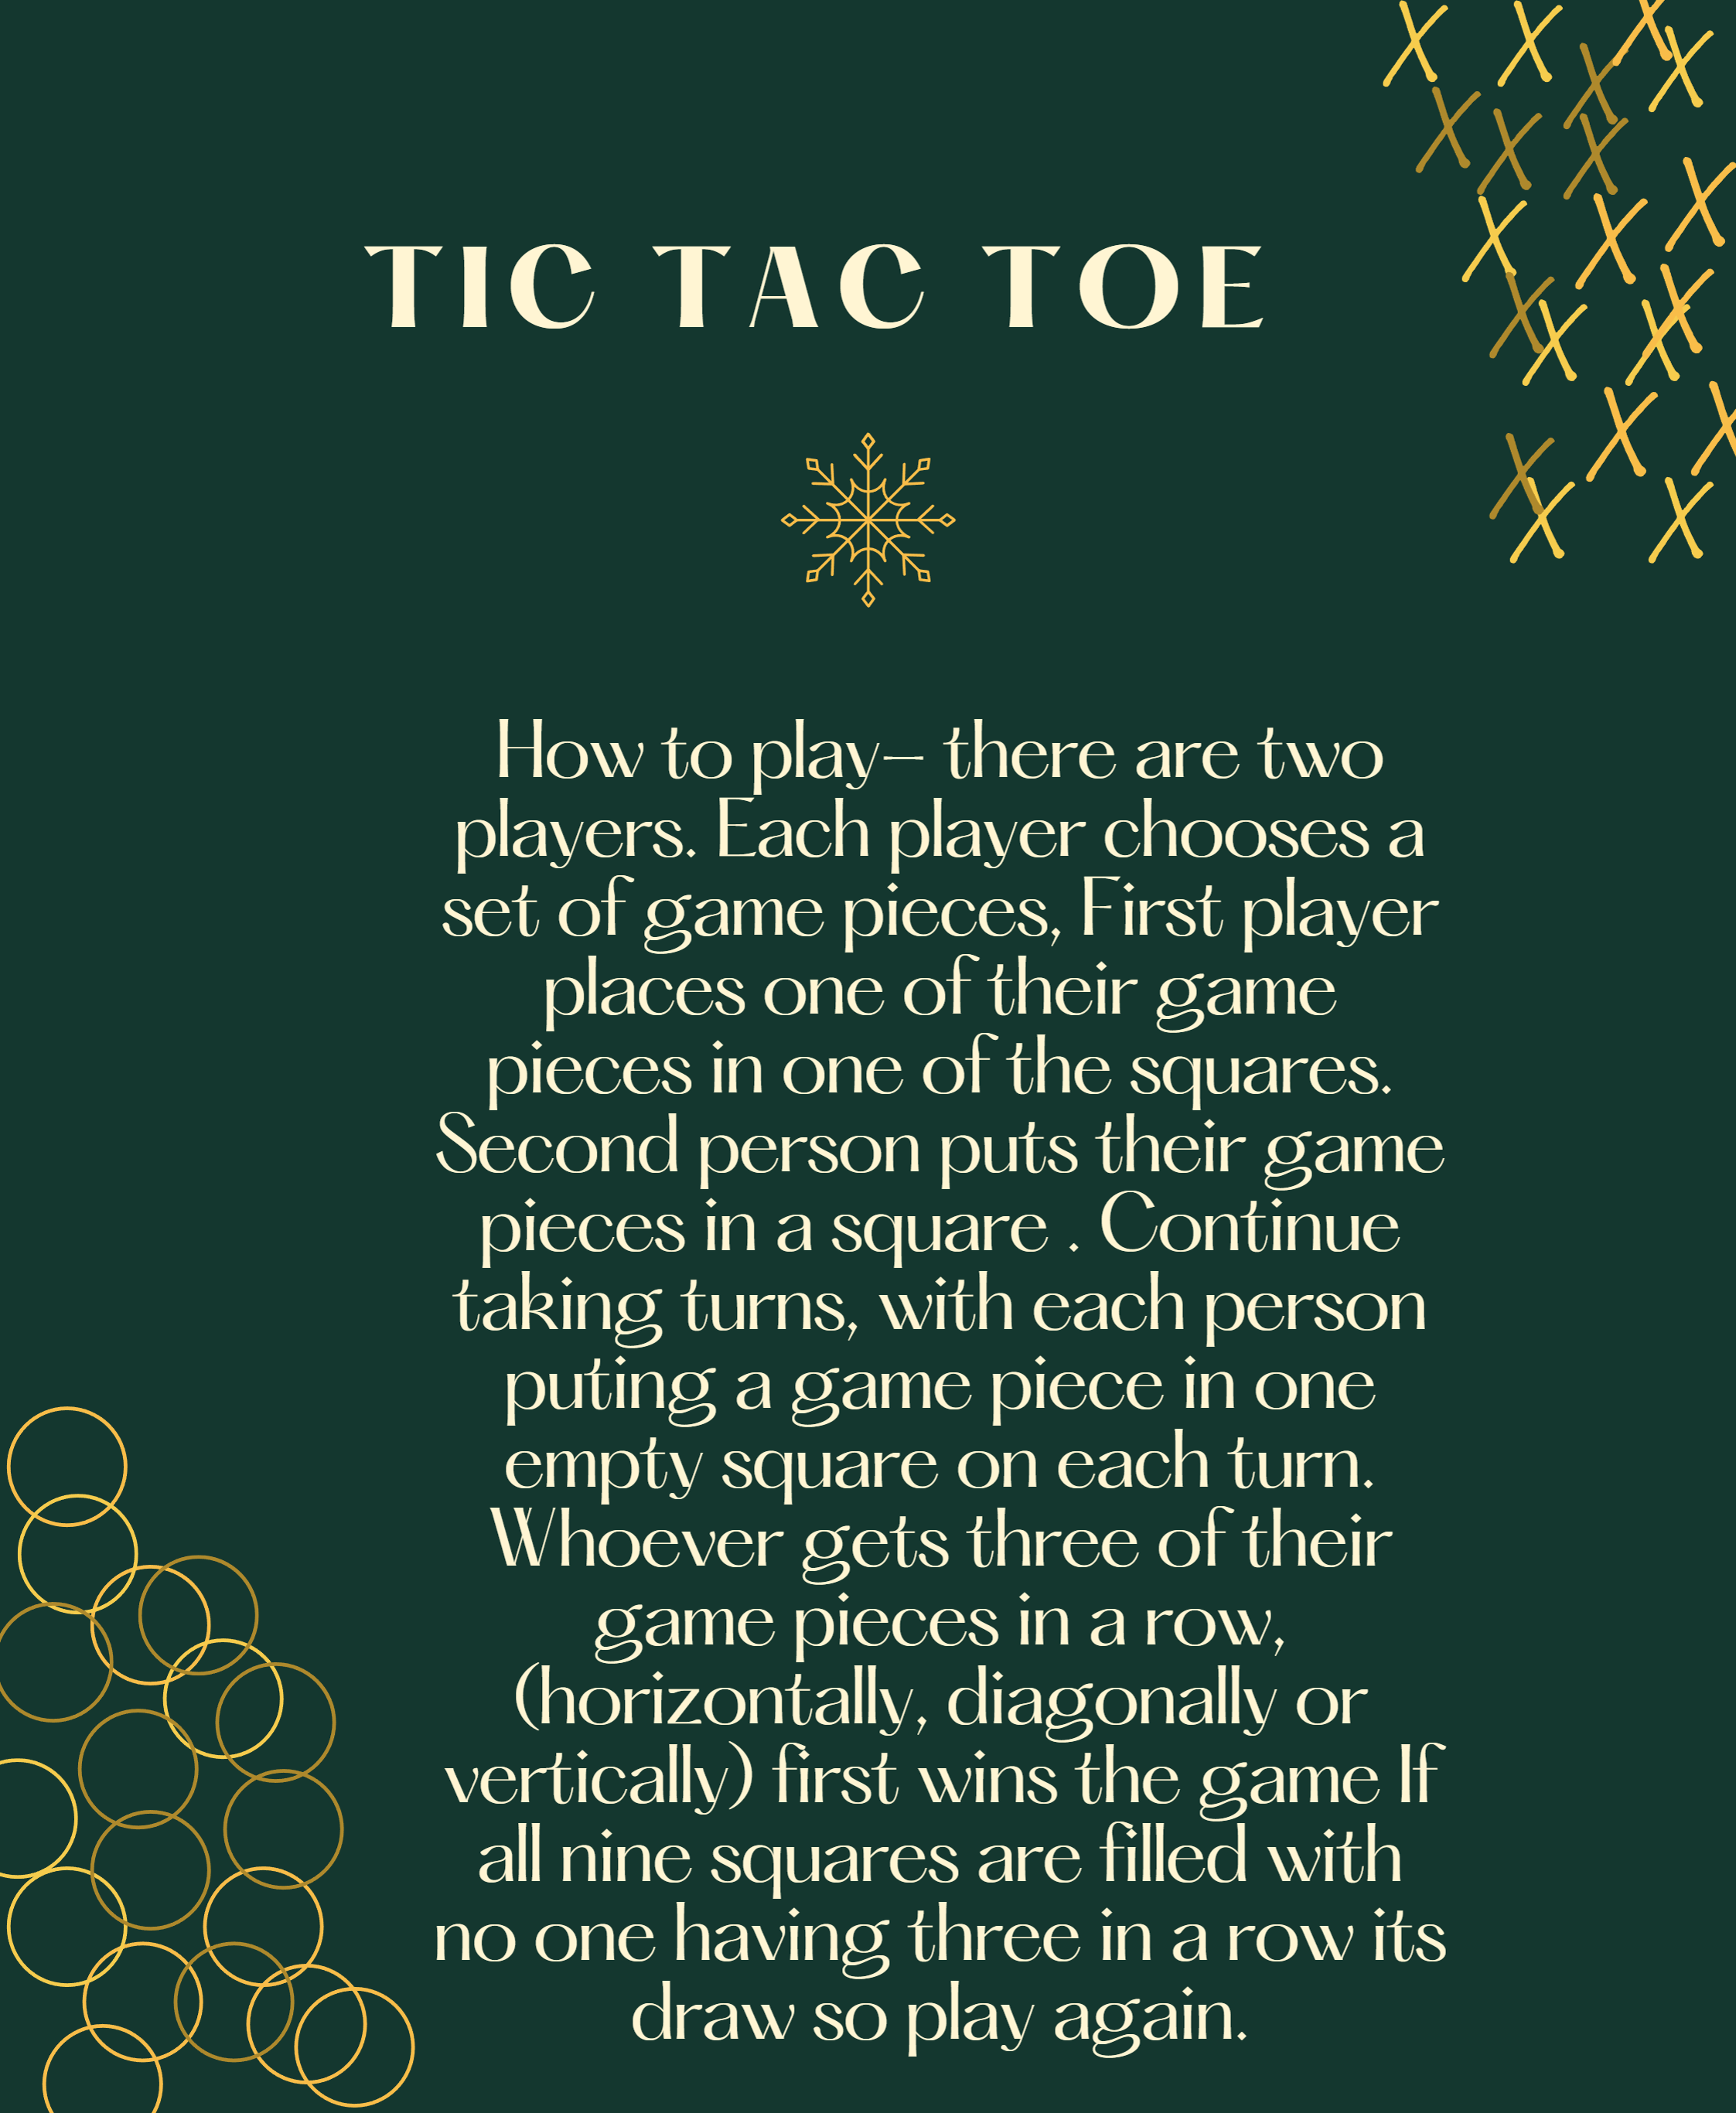 TIC TAC TOE
How to play- there are two
players. Each player chooses a
set of game pieces, First player
places one of their game
pieces in one of the squares.
Second person puts their game
pieces in a square . Continue
taking turns, with each person
puting a game piece in one
empty square on each turn.
Whoever gets three of their
game pieces in a row,
(horizontally, diagonally or
vertically) first wins the game If
all nine squares are filled with
no one having three in a row its
draw so play again.